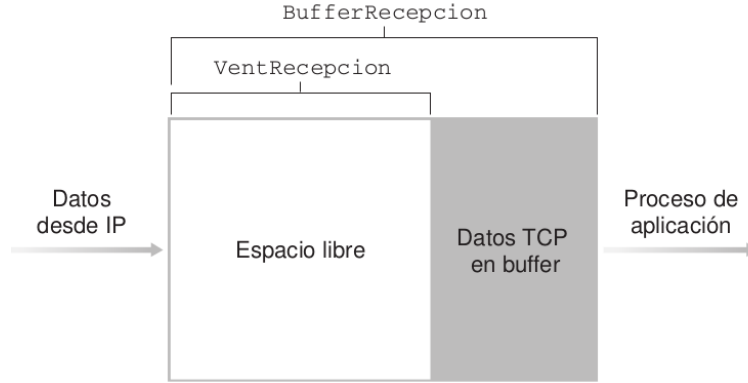 BufferRecepcion
VentRecepcion
Datos
desde IP
Espacio libre
Datos TCP
en buffer
Proceso de
aplicación